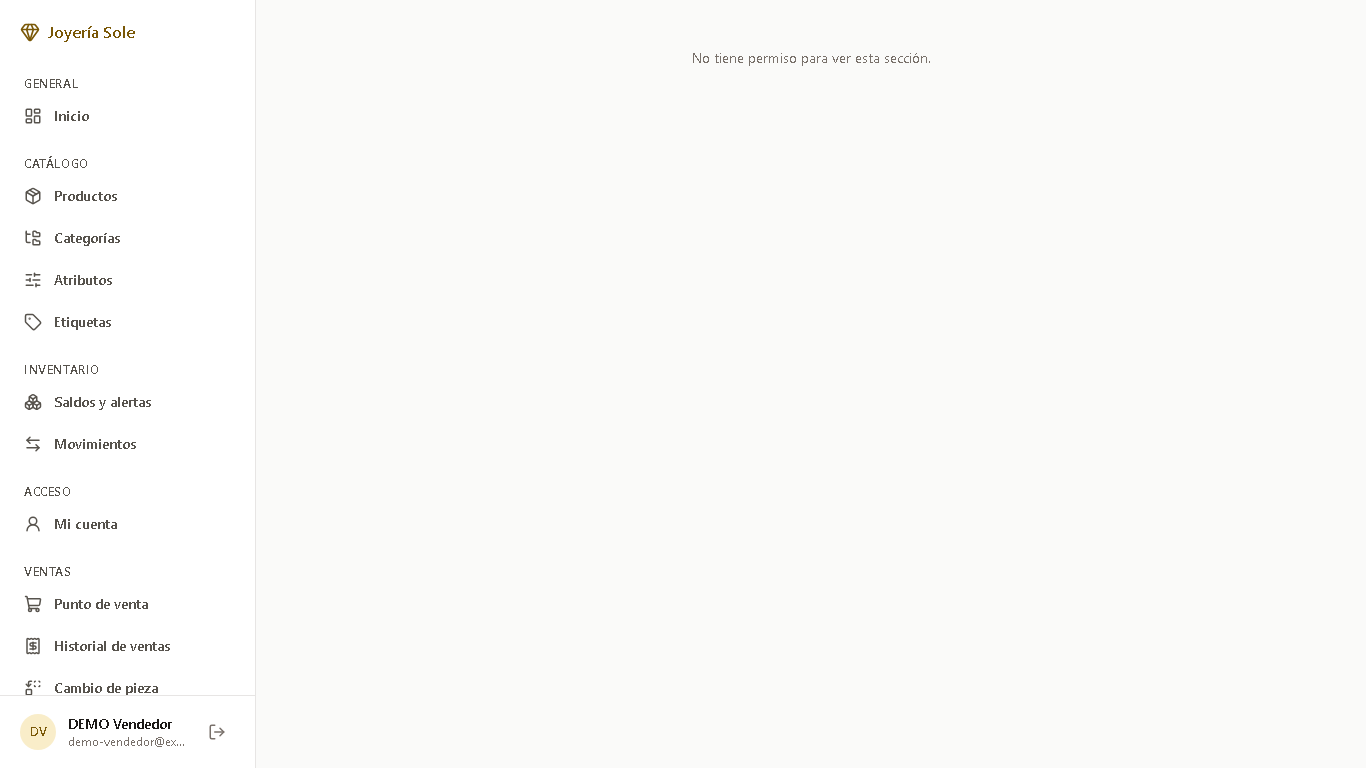 Joyería Sole
GENERAL
Inicio
CATÁLOGO
Productos
Categorías
Atributos
Etiquetas
INVENTARIO
Saldos y alertas
Movimientos
ACCESO
Mi cuenta
VENTAS
Punto de venta
Historial de ventas
Cambio de pieza
DV
DEMO Vendedor
demo-vendedor@ex...
No tiene permiso para ver esta sección.